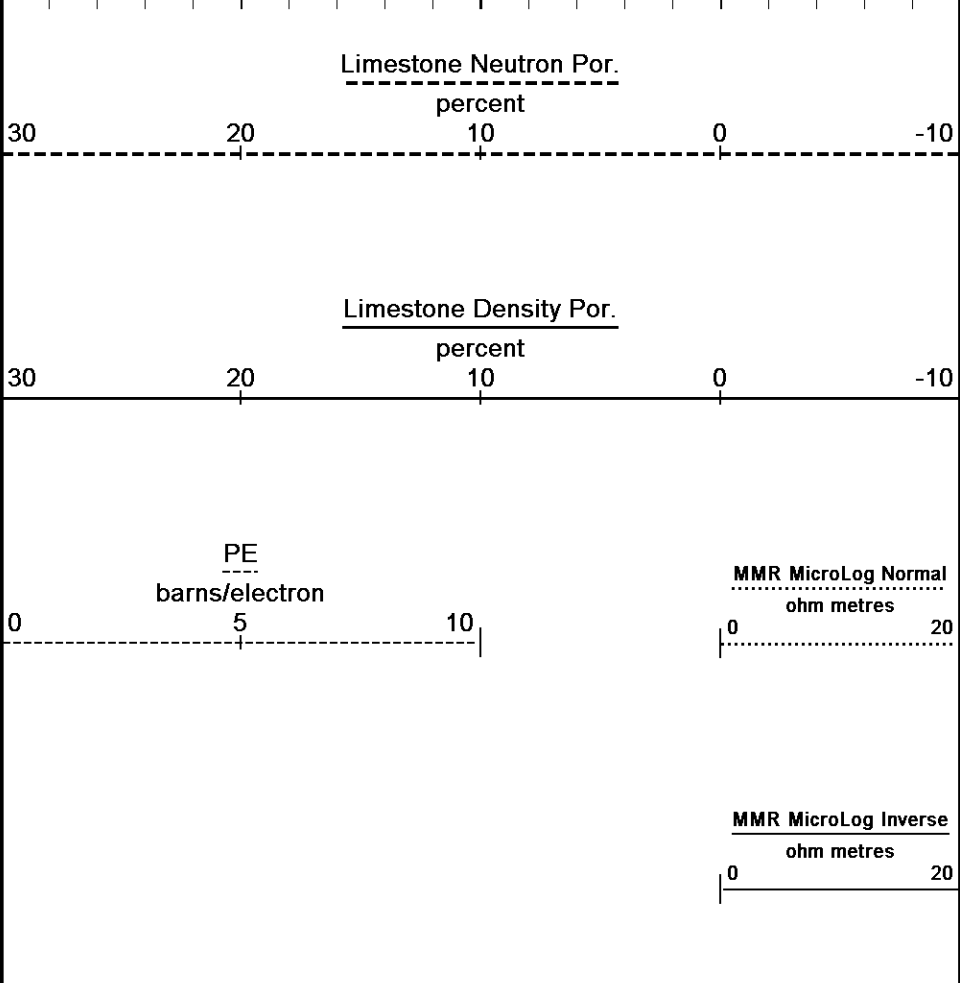 Limestone Neutron Por.
percent
30 20 10 0 -10
Limestone Density Por.
percent
30 20 10 0 -10
PE
barns/electron
0 5 10
MMR MicroLog Normal
ohm metres
0 20
MMR MicroLog Inverse
ohm metres
0 20